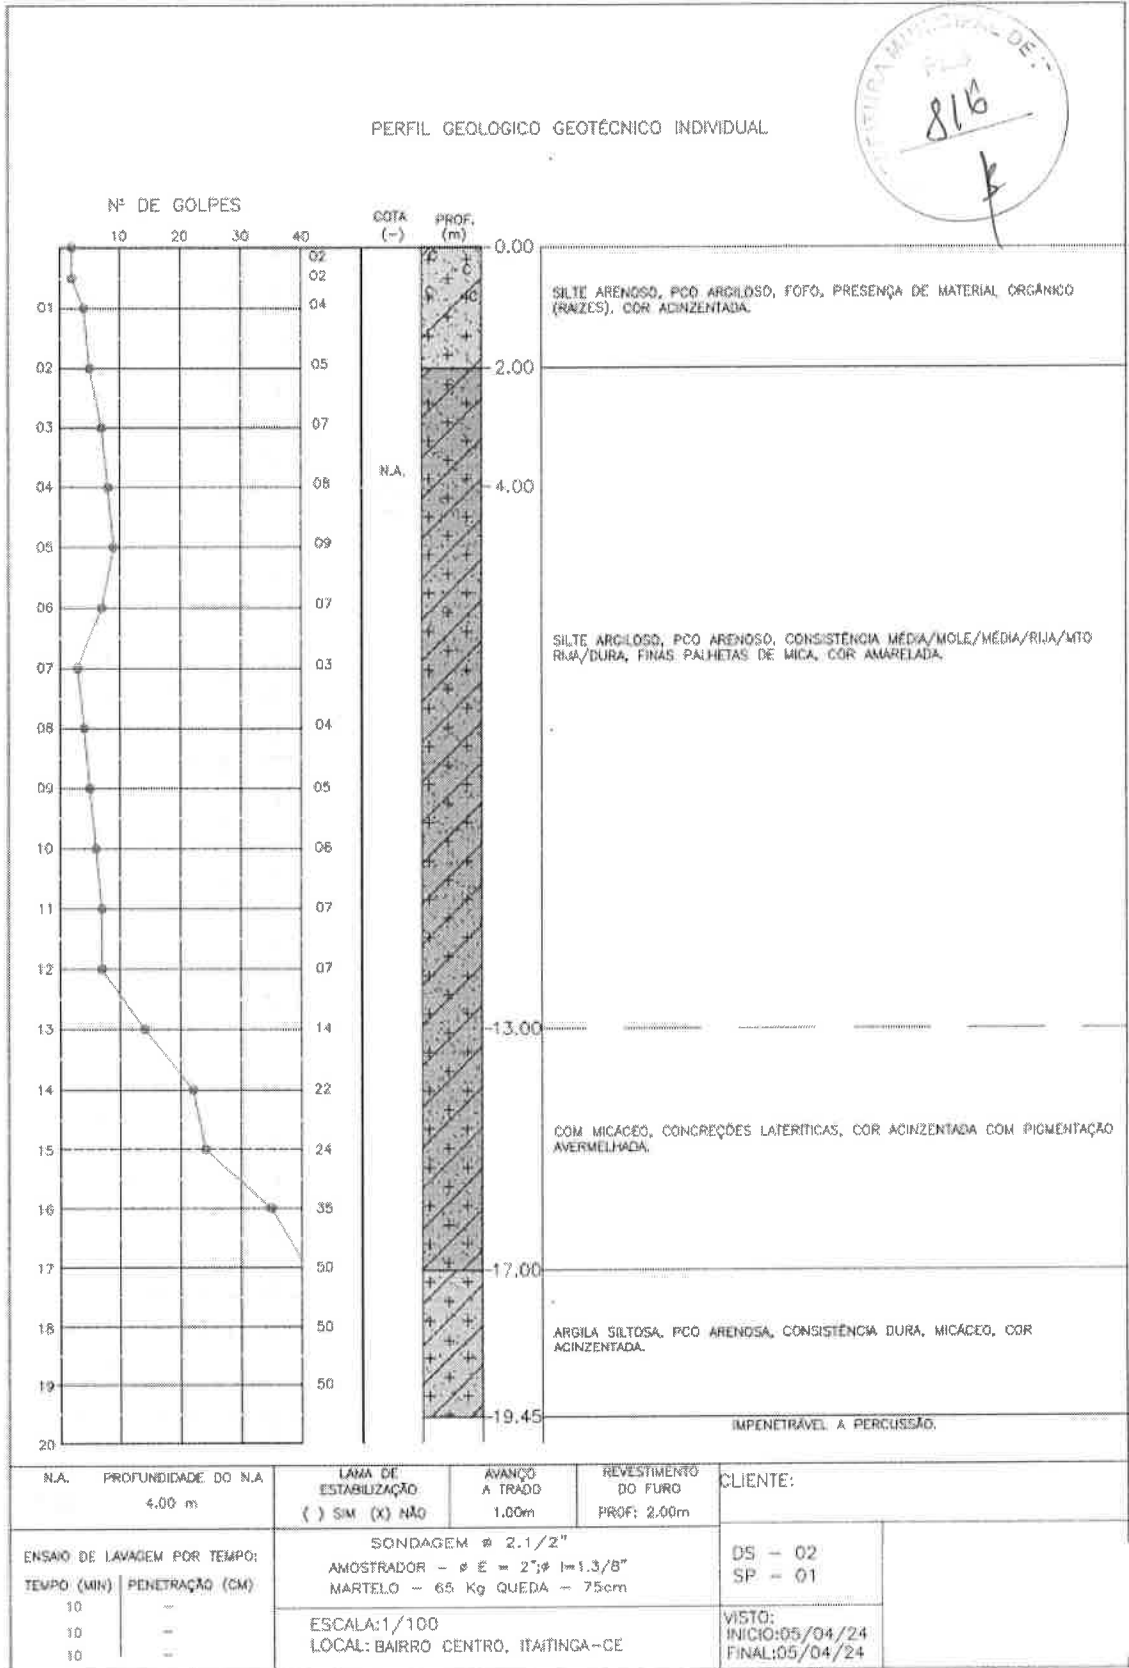 816
PERFIL GEOLOGICO GEOTÉCNICO INDIVIDUAL
Nº DE GOLPES
COTA (-)
PROF. (m)
10 20 30 40
0.00
02
02
01 04
02 05
03 07
04 08
05 09
06 07
07 03
08 04
09 05
10 06
11 07
12 07
13 14
14 22
15 24
16 35
17 50
18 50
19 50
20
N.A.
SILTE ARENOSO, PCO ARGILOSO, FOFO, PRESENÇA DE MATERIAL ORGÂNICO
(RAIZES), COR ACINZENTADA.
2.00
4.00
SILTE ARGILOSO, PCO ARENOSO, CONSISTÊNCIA MÉDIA/MOLE/MÉDIA/RIJA/MTO
RIJA/DURA, FINAS PALHETAS DE MICA, COR AMARELADA.
13.00
COM MICÁCEO, CONCREÇÕES LATERITICAS, COR ACINZENTADA COM PIGMENTAÇÃO
AVERMELHADA.
17.00
ARGILA SILTOSA, PCO ARENOSA, CONSISTÊNCIA DURA, MICÁCEO, COR
ACINZENTADA.
19.45
IMPENETRÁVEL A PERCUSSÃO.
N.A. PROFUNDIDADE DO N.A
4.00 m
LAMA DE
ESTABILIZAÇÃO
( ) SIM (X) NÃO
AVANÇO
A TRADO
1.00m
REVESTIMENTO
DO FURO
PROF: 2.00m
CLIENTE:
ENSAIO DE LAVAGEM POR TEMPO:
TEMPO (MIN) PENETRAÇÃO (CM)
10 -
10 -
10 -
SONDAGEM ø 2.1/2"
AMOSTRADOR - ø E = 2";ø I=1.3/8"
MARTELO - 65 Kg QUEDA - 75cm
ESCALA:1/100
LOCAL: BAIRRO CENTRO, ITAITINGA-CE
DS - 02
SP - 01
VISTO:
INICIO:05/04/24
FINAL:05/04/24